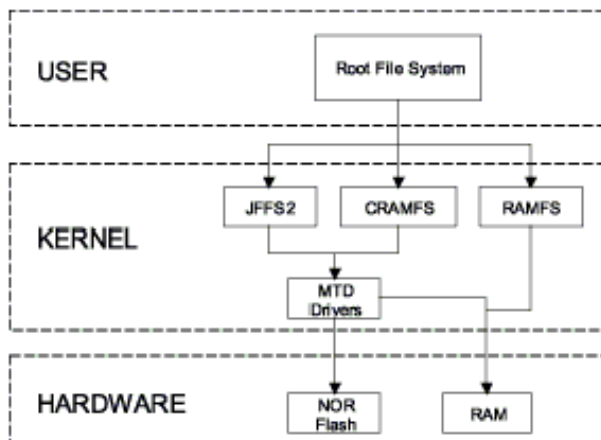 USER
Root File System
JFFS2
CRAMFS
RAMFS
KERNEL
MTD
Drivers
HARDWARE
NOR
Flash
RAM